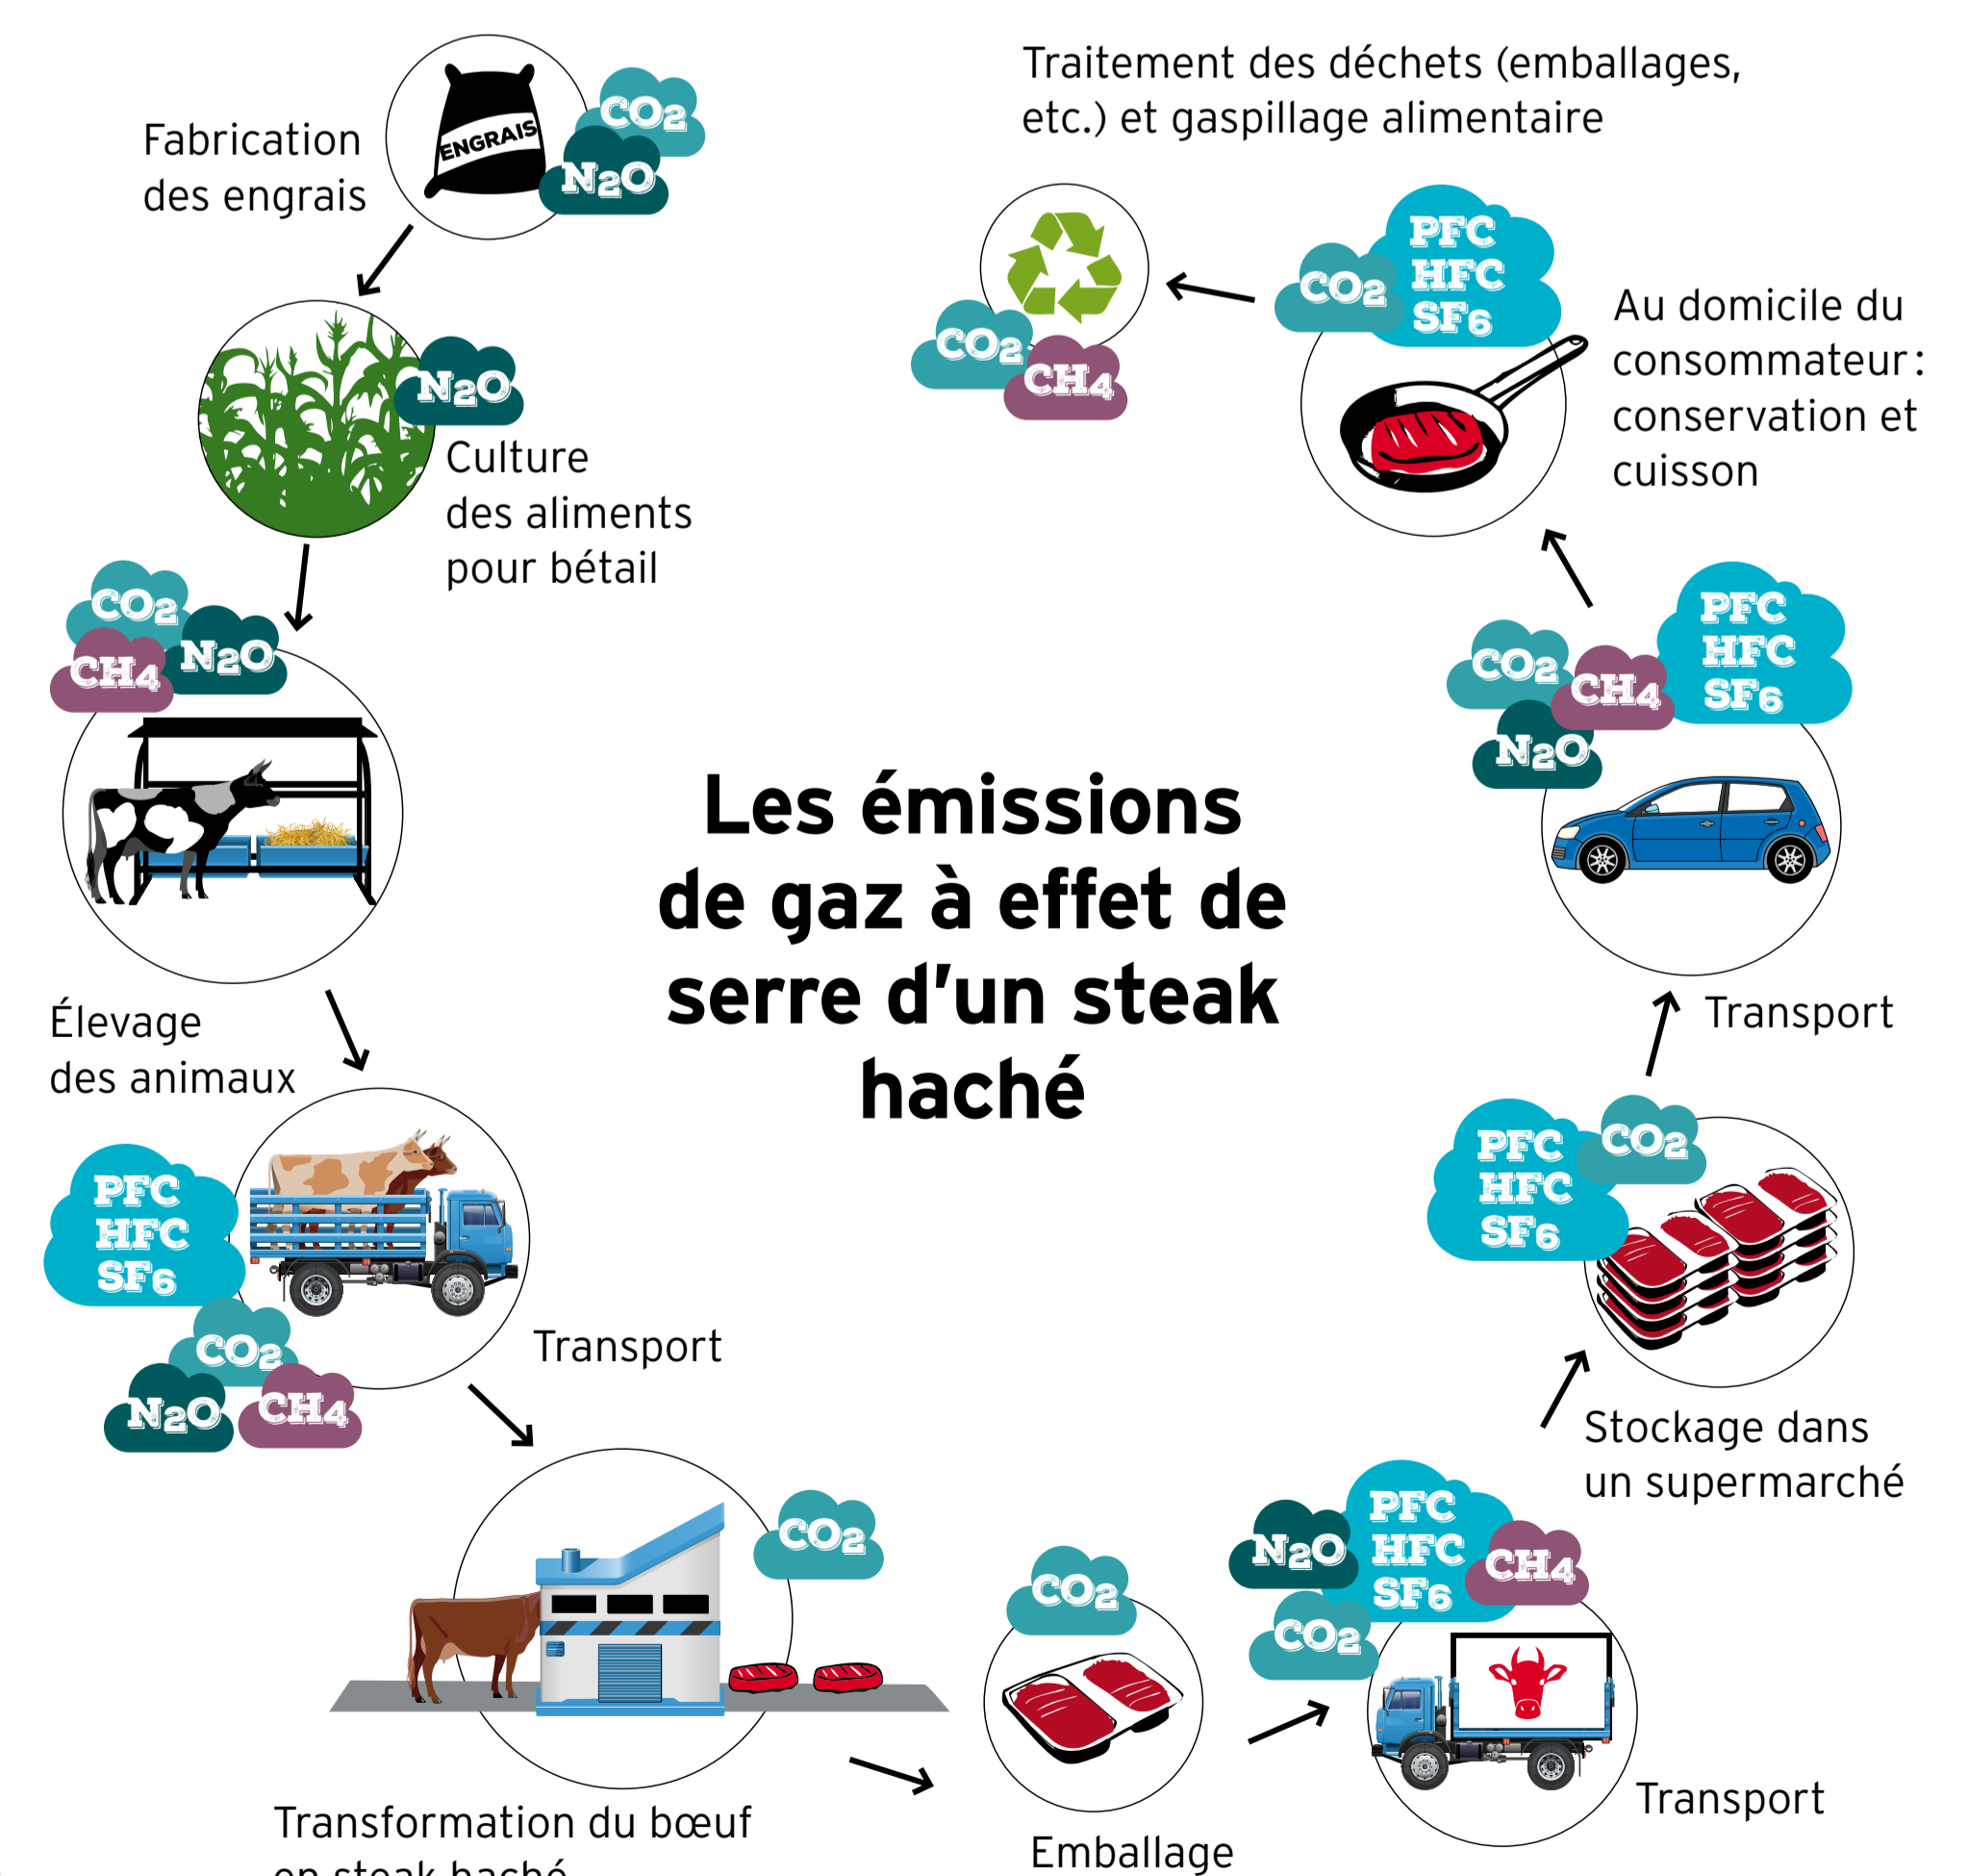 Fabrication
des engrais
ENGRAIS
CO2
N2O
N2O
Culture
des aliments
pour bétail
CO2
CH4
N2O
Élevage
des animaux
PFC
HFC
SF6
CO2
N2O
CH4
Transport
CO2
Transformation du bœuf
en steak haché
CO2
Emballage
N2O
PFC
HFC
SF6
CH4
CO2
Transport
PFC
HFC
SF6
CO2
Stockage dans
un supermarché
CO2
CH4
N2O
PFC
HFC
SF6
Transport
CO2
PFC
HFC
SF6
Au domicile du
consommateur :
conservation et
cuisson
Traitement des déchets (emballages,
etc.) et gaspillage alimentaire
CO2
CH4
Les émissions
de gaz à effet de
serre d'un steak
haché